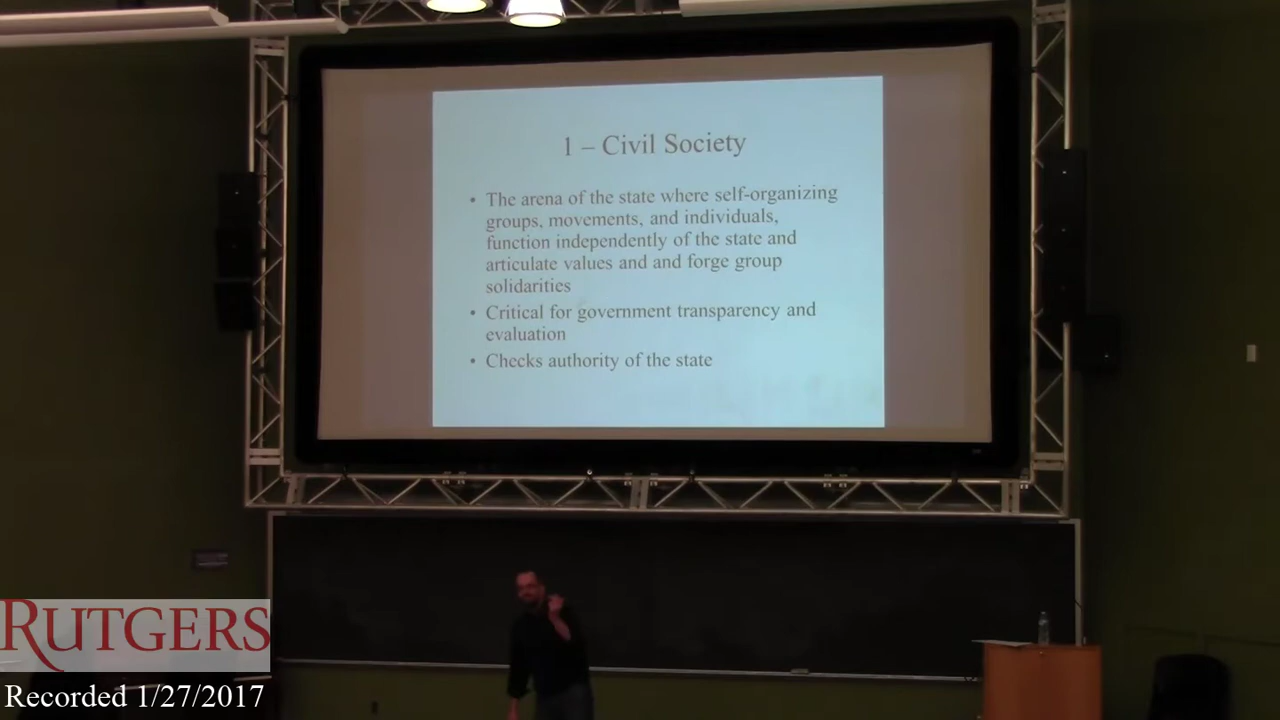 1 – Civil Society
• The arena of the state where self-organizing
groups, movements, and individuals,
function independently of the state and
articulate values and and forge group
solidarities
• Critical for government transparency and
evaluation
• Checks authority of the state
RUTGERS
Recorded 1/27/2017